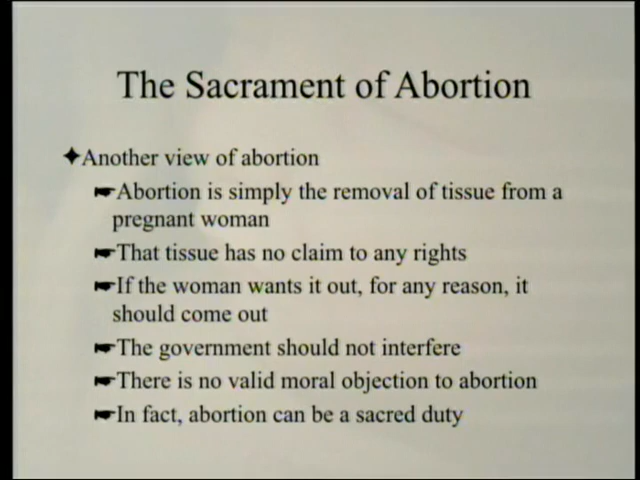 The Sacrament of Abortion
Another view of abortion
Abortion is simply the removal of tissue from a
pregnant woman
That tissue has no claim to any rights
If the woman wants it out, for any reason, it
should come out
The government should not interfere
There is no valid moral objection to abortion
In fact, abortion can be a sacred duty